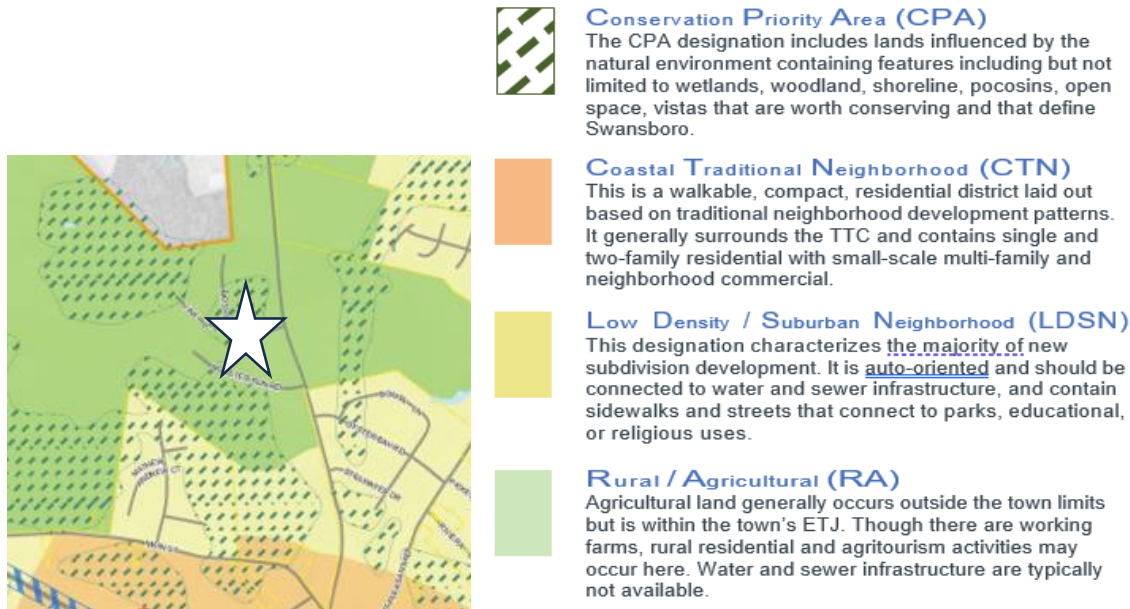 Conservation Priority Area (CPA)
The CPA designation includes lands influenced by the
natural environment containing features including but not
limited to wetlands, woodland, shoreline, pocosins, open
space, vistas that are worth conserving and that define
Swansboro.
Coastal Traditional Neighborhood (CTN)
This is a walkable, compact, residential district laid out
based on traditional neighborhood development patterns.
It generally surrounds the TTC and contains single and
two-family residential with small-scale multi-family and
neighborhood commercial.
Low Density / Suburban Neighborhood (LDSN)
This designation characterizes the majority of new
subdivision development. It is auto-oriented and should be
connected to water and sewer infrastructure, and contain
sidewalks and streets that connect to parks, educational,
or religious uses.
Rural / Agricultural (RA)
Agricultural land generally occurs outside the town limits
but is within the town's ETJ. Though there are working
farms, rural residential and agritourism activities may
occur here. Water and sewer infrastructure are typically
not available.